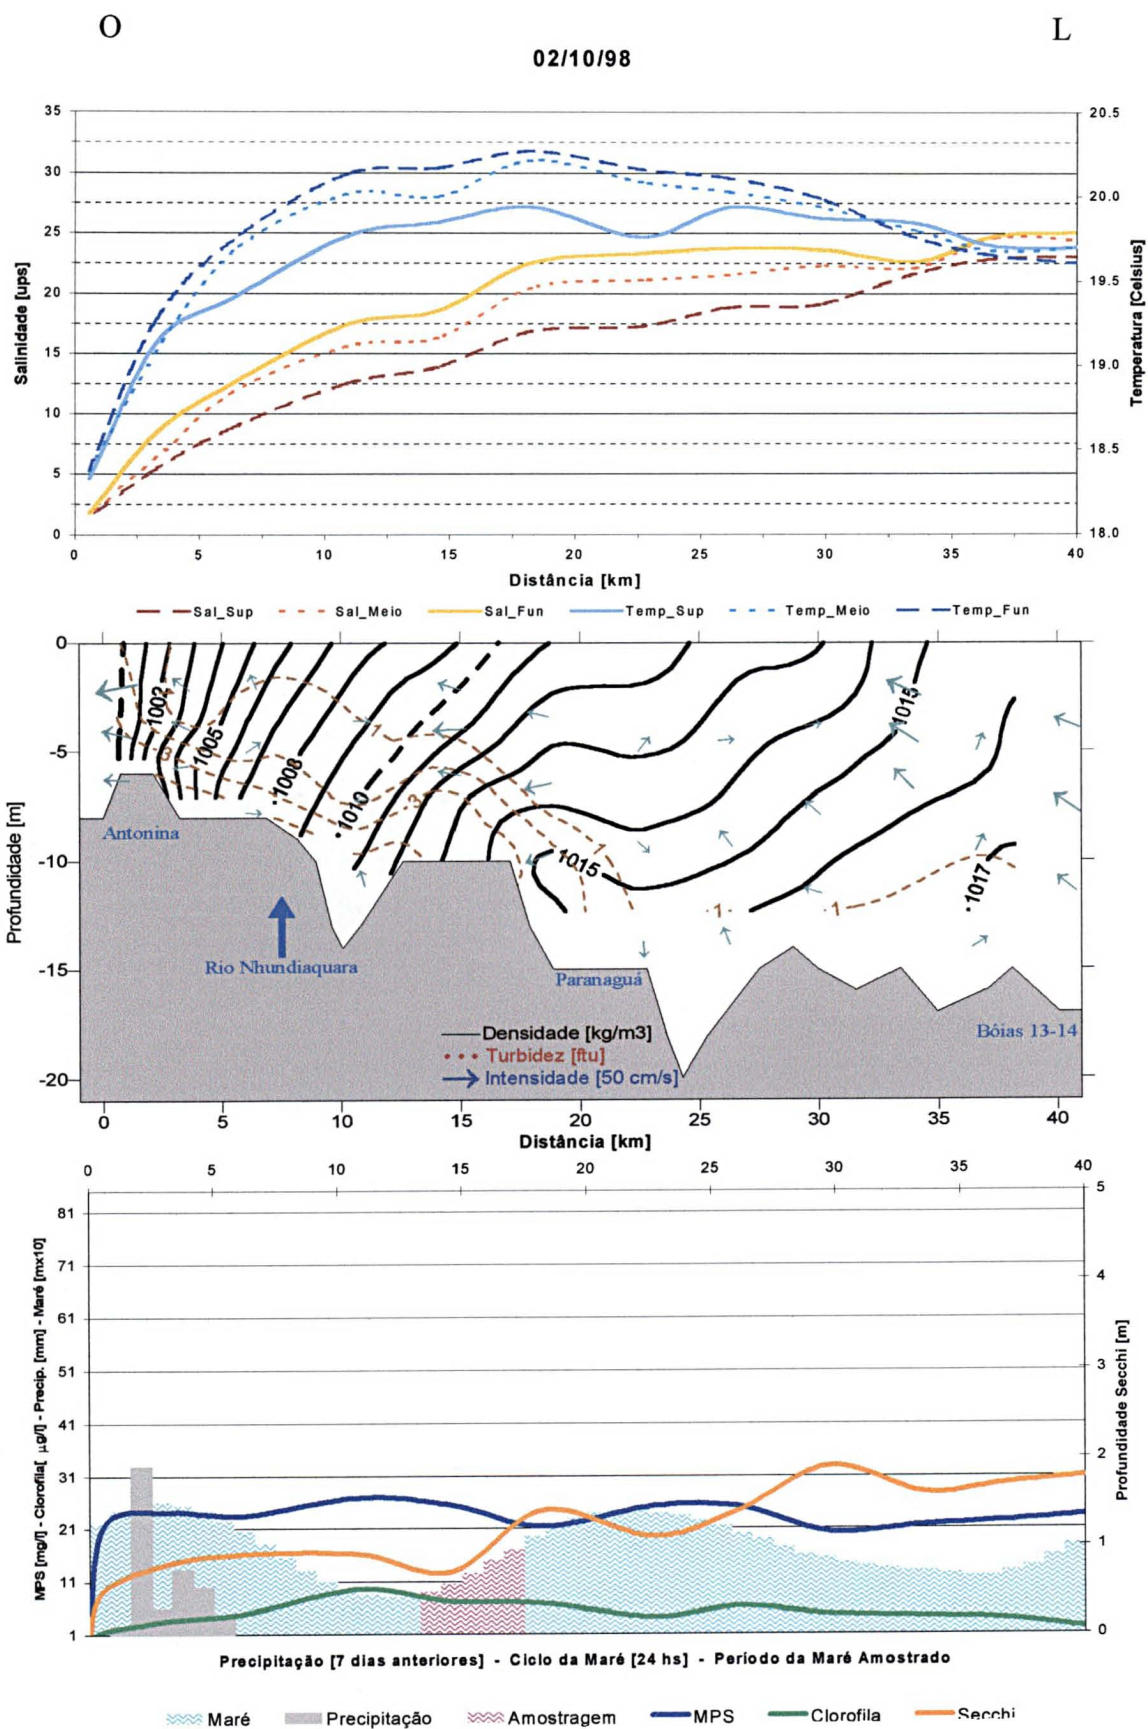 O L
02/10/98
35 20.5
30
20.0
25
19.5
20
15
19.0
10
18.5
5
0 18.0
Salinidade [ups]
Temperatura [Celsius]
0 5 10 15 20 25 30 35 40
Distância [km]
Sal_Sup Sal_Meio Sal_Fun Temp_Sup Temp_Meio Temp_Fun
0
-5
-10
-15
-20
Profundidade [m]
1002
1005
1008
1010
1015
1015
1017
1
3
3
1
1
1
Antonina
Rio Nhundiaquara
Paranaguá
Bóias 13-14
Densidade [kg/m3]
Turbidez [ftu]
Intensidade [50 cm/s]
0 5 10 15 20 25 30 35 40
Distância [km]
0 5 10 15 20 25 30 35 40
81
71
61
51
41
31
21
11
1
5
4
3
2
1
0
MPS [mg/l] - Clorofila[ µg/l] - Precip. [mm] - Maré [mx10]
Profundidade Secchi [m]
Precipitação [7 dias anteriores] - Ciclo da Maré [24 hs] - Período da Maré Amostrado
Maré Precipitação Amostragem MPS Clorofila Secchi